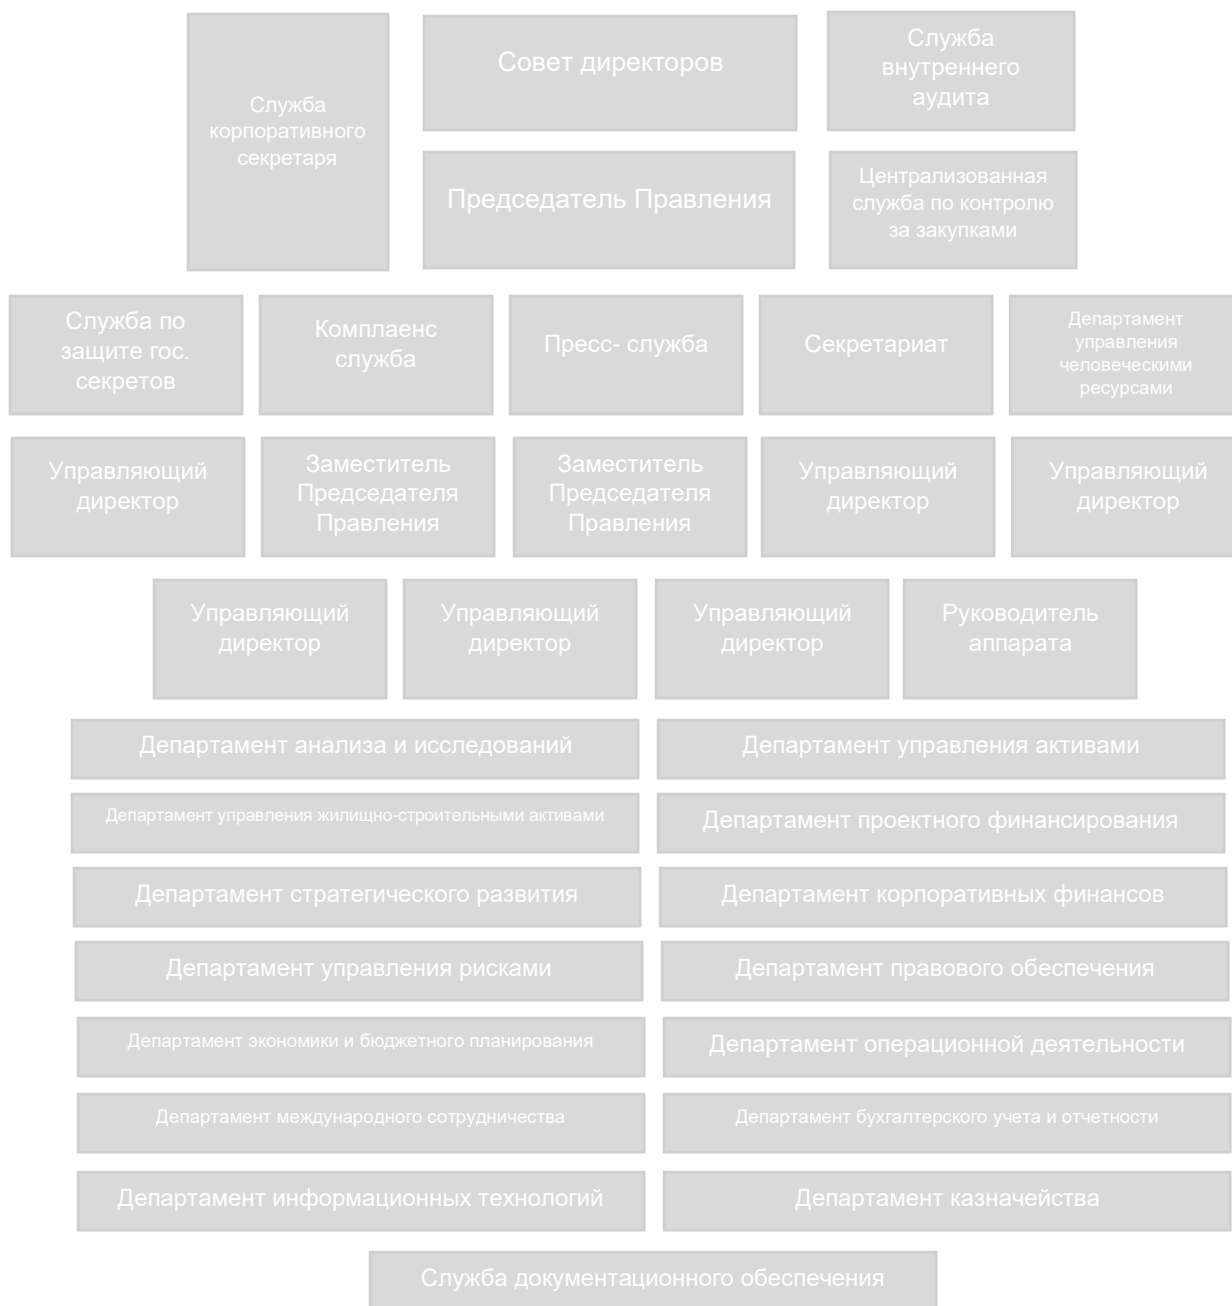 Служба
корпоративного
секретаря
Совет директоров
Служба
внутреннего
аудита
Председатель Правления
Централизованная
служба по контролю
за закупками
Служба по
защите гос.
секретов
Комплаенс
служба
Пресс- служба
Секретариат
Департамент
управления
человеческими
ресурсами
Управляющий
директор
Заместитель
Председателя
Правления
Заместитель
Председателя
Правления
Управляющий
директор
Управляющий
директор
Управляющий
директор
Управляющий
директор
Управляющий
директор
Руководитель
аппарата
Департамент анализа и исследований
Департамент управления активами
Департамент управления жилищно-строительными активами
Департамент проектного финансирования
Департамент стратегического развития
Департамент корпоративных финансов
Департамент управления рисками
Департамент правового обеспечения
Департамент экономики и бюджетного планирования
Департамент операционной деятельности
Департамент международного сотрудничества
Департамент бухгалтерского учета и отчетности
Департамент информационных технологий
Департамент казначейства
Служба документационного обеспечения